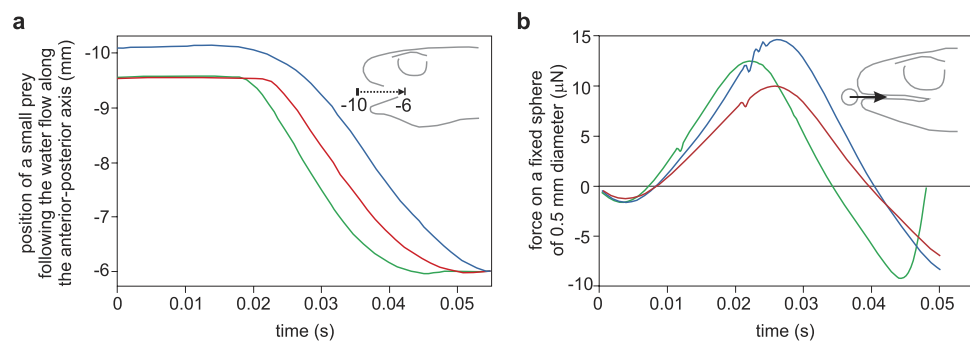 a
position of a small prey
following the water flow along
the anterior-posterior axis (mm)
-10
-9
-8
-7
-6
-10
-6
0
0.01
0.02
0.03
0.04
0.05
time (s)
b
force on a fixed sphere
of 0.5 mm diameter (µN)
15
10
5
0
-5
-10
0
0.01
0.02
0.03
0.04
0.05
time (s)